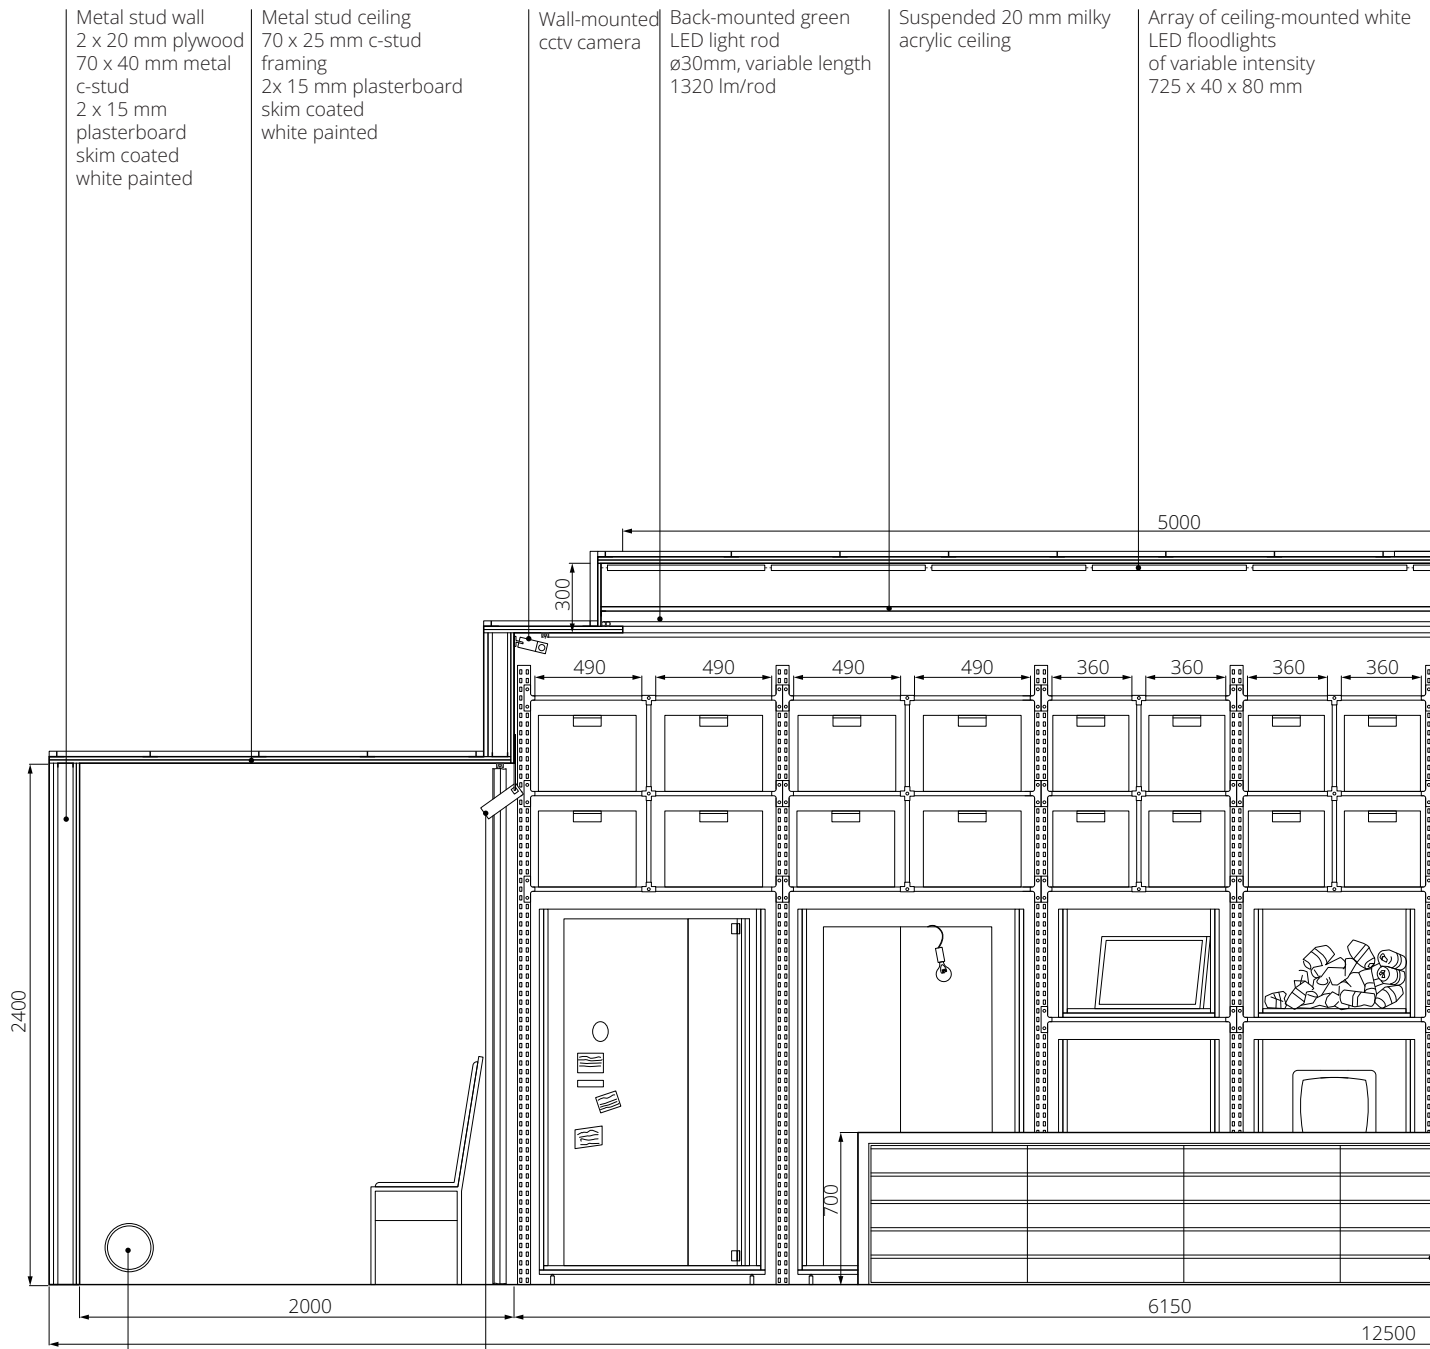 Metal stud wall
2 x 20 mm plywood
70 x 40 mm metal
c-stud
2 x 15 mm
plasterboard
skim coated
white painted
Metal stud ceiling
70 x 25 mm c-stud
framing
2x 15 mm plasterboard
skim coated
white painted
Wall-mounted
cctv camera
Back-mounted green
LED light rod
ø30mm, variable length
1320 lm/rod
Suspended 20 mm milky
acrylic ceiling
Array of ceiling-mounted white
LED floodlights
of variable intensity
725 x 40 x 80 mm
5000
300
490 490 490 490 360 360 360 360
2400
700
2000 6150
12500